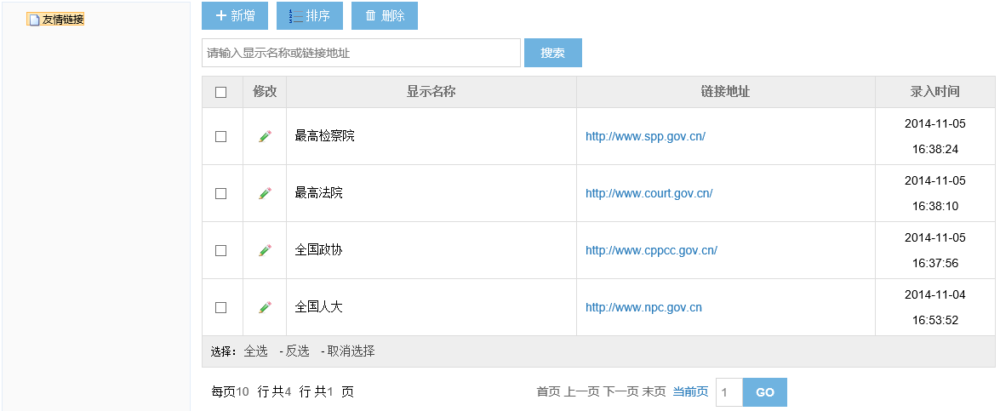 友情链接
新增 排序 删除
请输入显示名称或链接地址 搜索
修改 显示名称 链接地址 录入时间
最高检察院 http://www.spp.gov.cn/ 2014-11-05
16:38:24
最高法院 http://www.court.gov.cn/ 2014-11-05
16:38:10
全国政协 http://www.cppcc.gov.cn/ 2014-11-05
16:37:56
全国人大 http://www.npc.gov.cn 2014-11-04
16:53:52
选择： 全选 - 反选 - 取消选择
每页10 行 共4 行 共1 页 首页 上一页 下一页 末页 当前页 1 GO